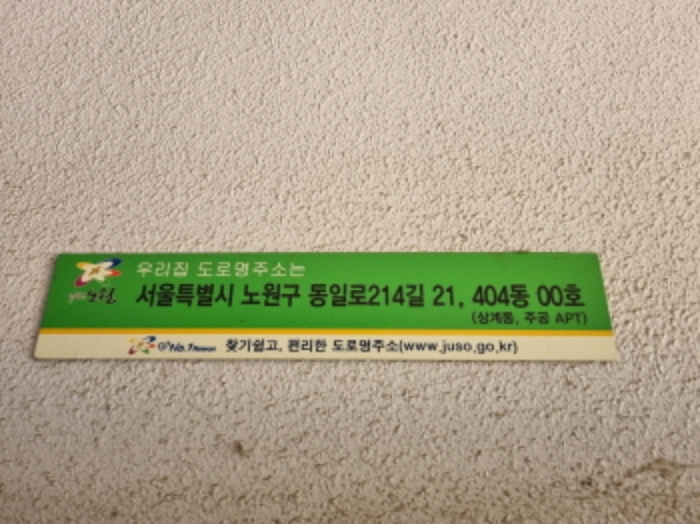 우리집 도로명주소는
노원 서울특별시 노원구 동일로214길 21, 404동 00호
(상계동, 주공 APT)
찾기쉽고, 편리한 도로명주소(www.juso.go.kr)